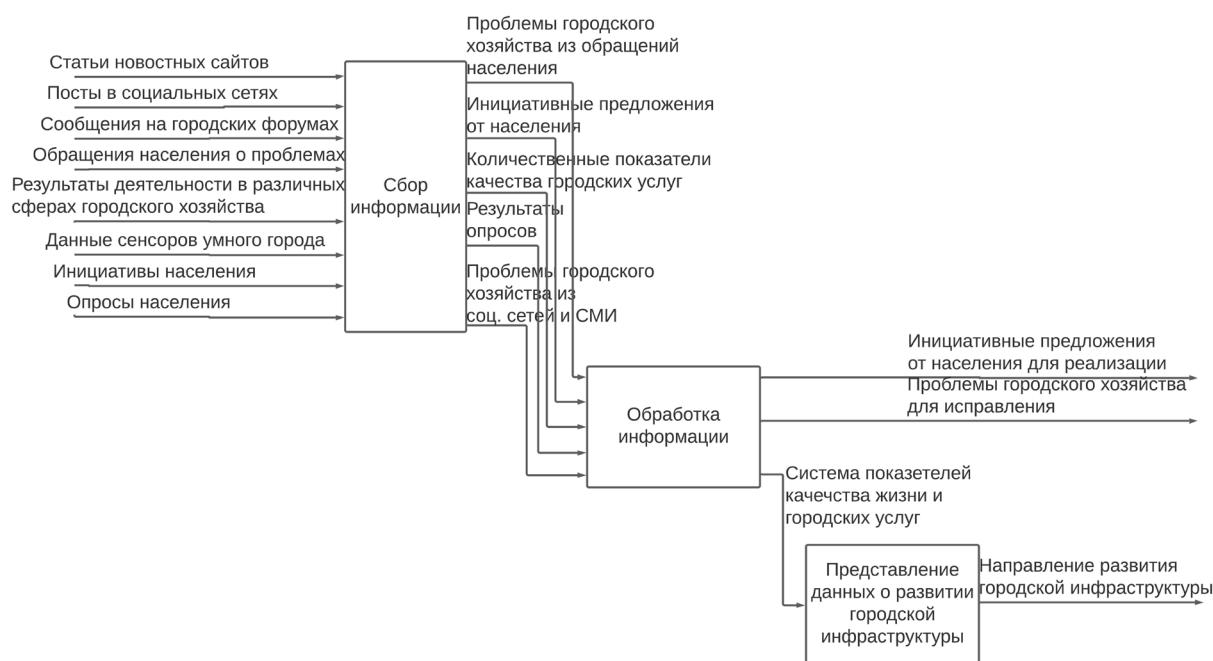 Статьи новостных сайтов
Посты в социальных сетях
Сообщения на городских форумах
Обращения населения о проблемах
Результаты деятельности в различных
сферах городского хозяйства
Данные сенсоров умного города
Инициативы населения
Опросы населения
Сбор
информации
Проблемы городского
хозяйства из обращений
населения
Инициативные предложения
от населения
Количественные показатели
качества городских услуг
Результаты
опросов
Проблемы городского
хозяйства из
соц. сетей и СМИ
Обработка
информации
Инициативные предложения
от населения для реализации
Проблемы городского хозяйства
для исправления
Система показетелей
качечства жизни и
городских услуг
Представление
данных о развитии
городской
инфраструктуры
Направление развития
городской инфраструктуры